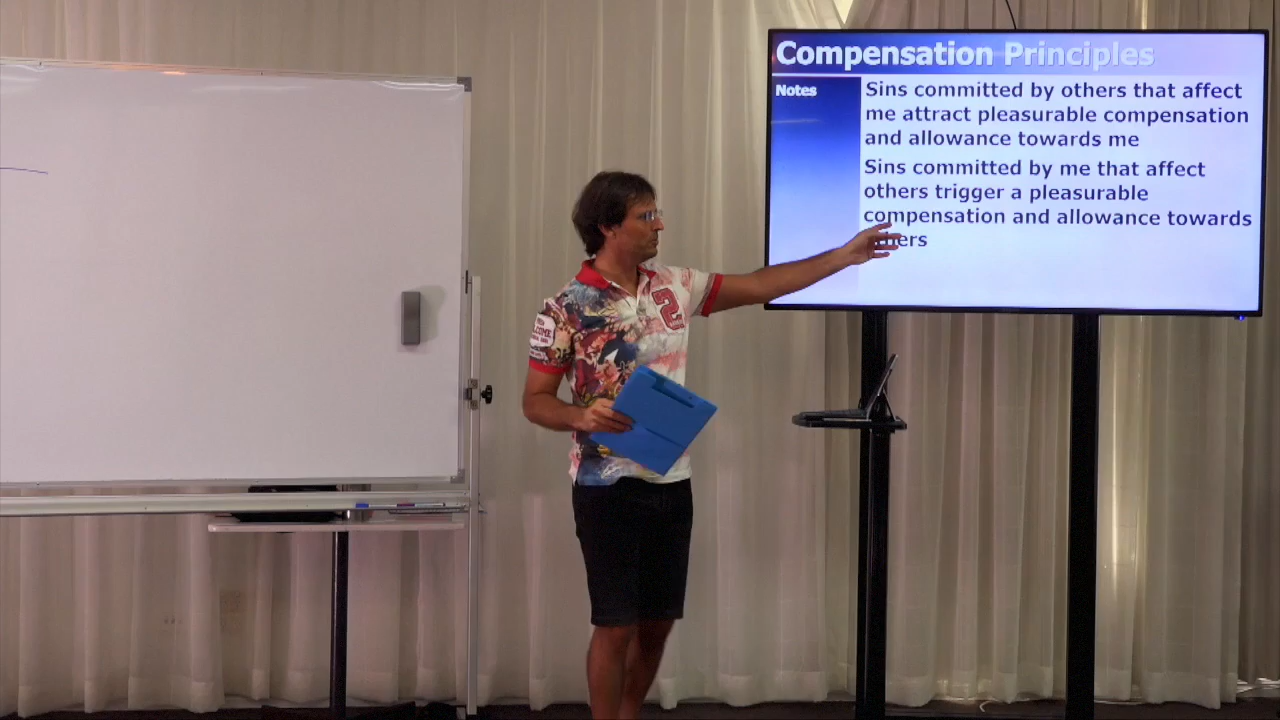 Compensation Principles
Notes
Sins committed by others that affect
me attract pleasurable compensation
and allowance towards me
Sins committed by me that affect
others trigger a pleasurable
compensation and allowance towards
others
2